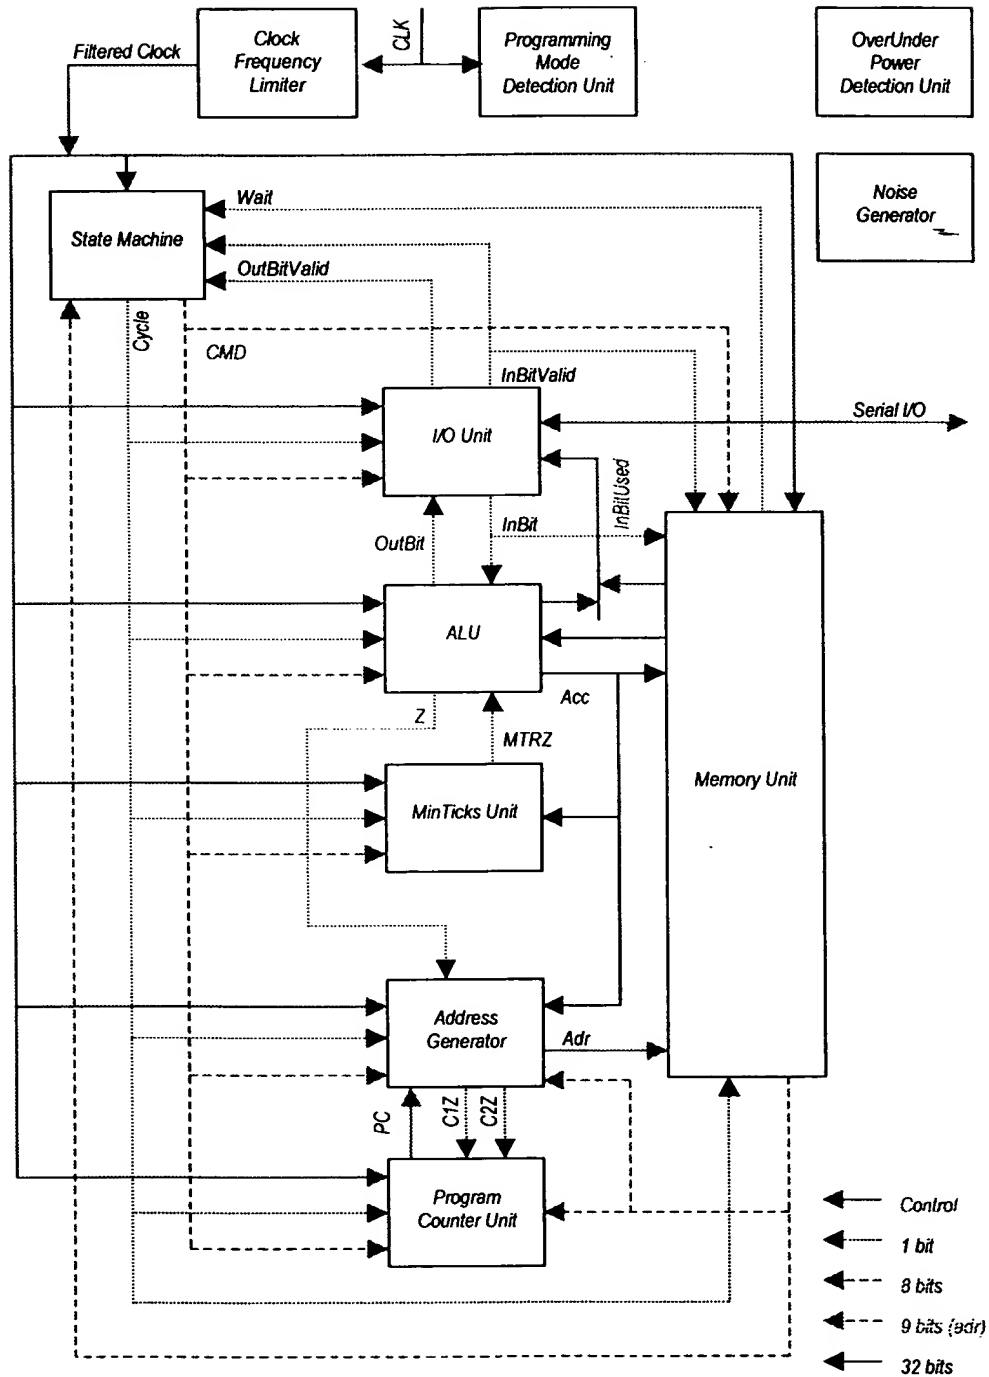 Filtered Clock
Clock
Frequency
Limiter
CLK
Programming
Mode
Detection Unit
OverUnder
Power
Detection Unit
Noise
Generator
State Machine
Wait
OutBitValid
Cycle
CMD
InBitValid
I/O Unit
Serial I/O
OutBit
InBit
InBitUsed
ALU
Acc
Z
MTRZ
MinTicks Unit
Memory Unit
Address
Generator
Adr
PC
C1Z
C2Z
Program
Counter Unit
Control
1 bit
8 bits
9 bits (adr)
32 bits